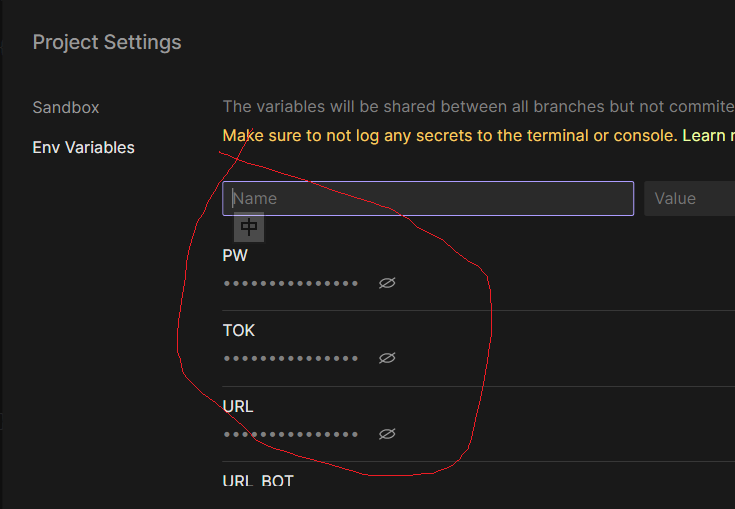 Project Settings
Sandbox
Env Variables
The variables will be shared between all branches but not commite
Make sure to not log any secrets to the terminal or console. Learn r
Name
Value
中
PW
•••••••••••••••
TOK
•••••••••••••••
URL
•••••••••••••••
URL_BOT